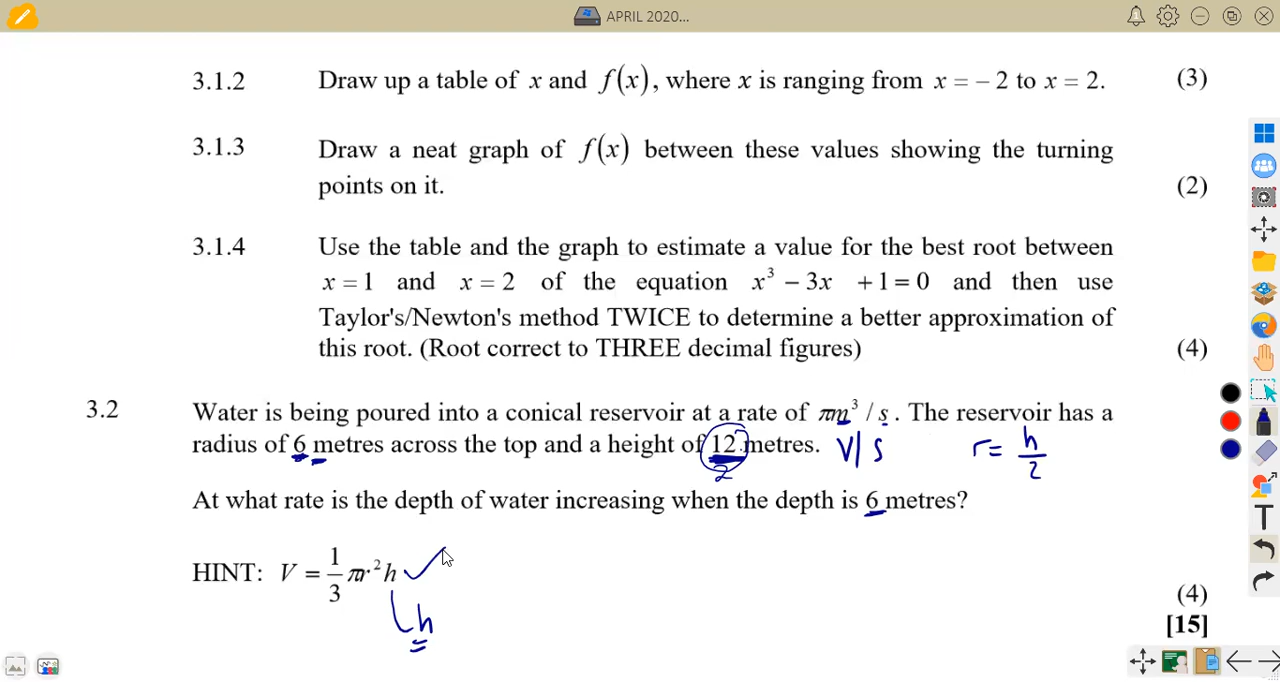 APRIL 2020...
3.1.2 Draw up a table of x and f(x), where x is ranging from x = – 2 to x = 2. (3)
3.1.3 Draw a neat graph of f(x) between these values showing the turning
points on it. (2)
3.1.4 Use the table and the graph to estimate a value for the best root between
x = 1 and x = 2 of the equation x³ – 3x + 1 = 0 and then use
Taylor's/Newton's method TWICE to determine a better approximation of
this root. (Root correct to THREE decimal figures) (4)
3.2 Water is being poured into a conical reservoir at a rate of πm³ / s. The reservoir has a
radius of 6 metres across the top and a height of 12 metres. V/s r = h/2
2
At what rate is the depth of water increasing when the depth is 6 metres?
HINT: V = 1/3 πr²h ✓
h
(4)
[15]